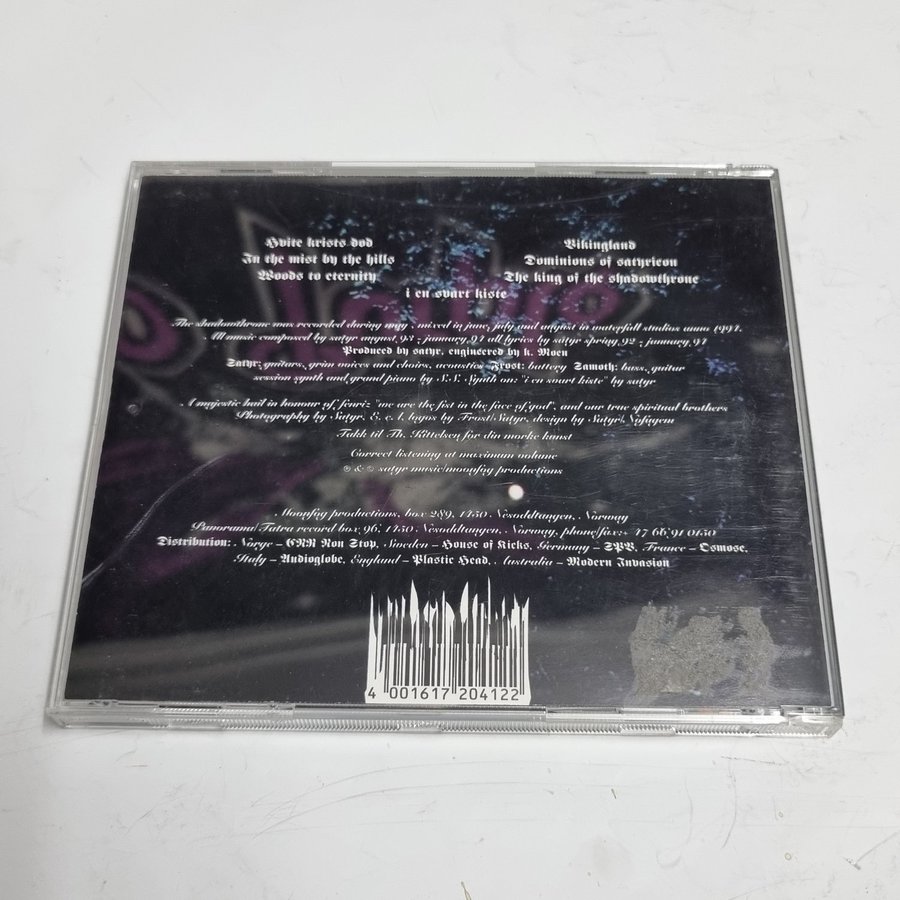 Hvite krists dod
In the mist by the hills
Woods to eternity
Vikingland
Dominions of satyricon
The king of the shadowthrone
i en svart kiste
The shadowthrone was recorded during may, mixed in june, july and august in waterfall studios anno 1994.
All music composed by satyr august 93 - january 94 all lyrics by satyr spring 92 - january 94
Produced by satyr, engineered by k. Moen
Satyr: guitars, grim voices and choirs, acoustics Frost: battery Samoth: bass, guitar
session synth and grand piano by S.S. Synth on: "i en svart kiste" by satyr
A majestic hail in honour of, fenriz "we are the fist in the face of god", and our true spiritual brothers
Photography by Satyr, E. e. l. logos by Frost/Satyr, design by Satyr/
Takk til Th. Kittelsen for din morke kunst
Correct listening at maximum volume
℗ & © satyr music/moonfog productions
Moonfog productions, box 289, 1450 Nesoddtangen, Norway
Panorama/Tatra record box 96, 1450 Nesoddtangen, Norway, phone/fax:+ 47 66 91 0450
Distribution: Norge - ENR Non Stop, Sweden - House of Kicks, Germany - SPV, France - Osmose,
Italy - Audioglobe, England - Plastic Head, Australia - Modern Invasion
4 001617 204122